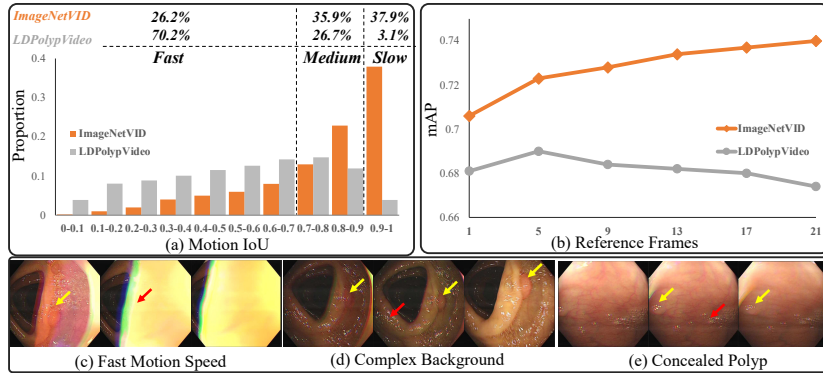 ImageNetVID 26.2% 35.9% 37.9%
LDPolypVideo 70.2% 26.7% 3.1%
Fast Medium Slow
0.4
0.3
0.2
0.1
0
Proportion
ImageNetVID
LDPolypVideo
0-0.1 0.1-0.2 0.2-0.3 0.3-0.4 0.4-0.5 0.5-0.6 0.6-0.7 0.7-0.8 0.8-0.9 0.9-1
(a) Motion IoU
0.74
0.7
0.68
0.66
0.72
mAP
ImageNetVID
LDPolypVideo
1 5 9 13 17 21
(b) Reference Frames
(c) Fast Motion Speed
(d) Complex Background
(e) Concealed Polyp